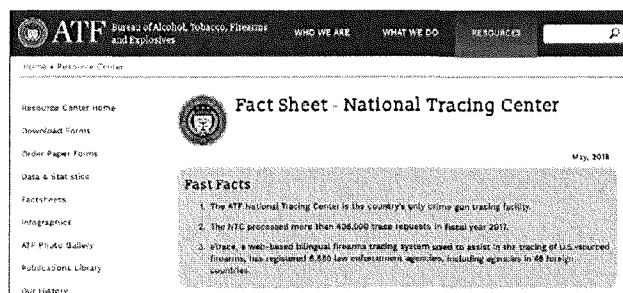 ATF Bureau of Alcohol, Tobacco, Firearms and Explosives
WHO WE ARE
WHAT WE DO
RESOURCES
Home » Resource Center
Resource Center Home
Download Forms
Order Paper Forms
Data & Statistics
Factsheets
Infographics
ATF Photo Gallery
Publications Library
Our History
Fact Sheet - National Tracing Center
May, 2018
Fast Facts
1. The ATF National Tracing Center is the country's only crime gun tracing facility.
2. The NTC processed more than 408,000 trace requests in fiscal year 2017.
3. eTrace, a web-based bilingual firearms tracing system used to assist in the tracing of U.S.-sourced
firearms, has registered law enforcement agencies, including agencies in 46 foreign
countries.